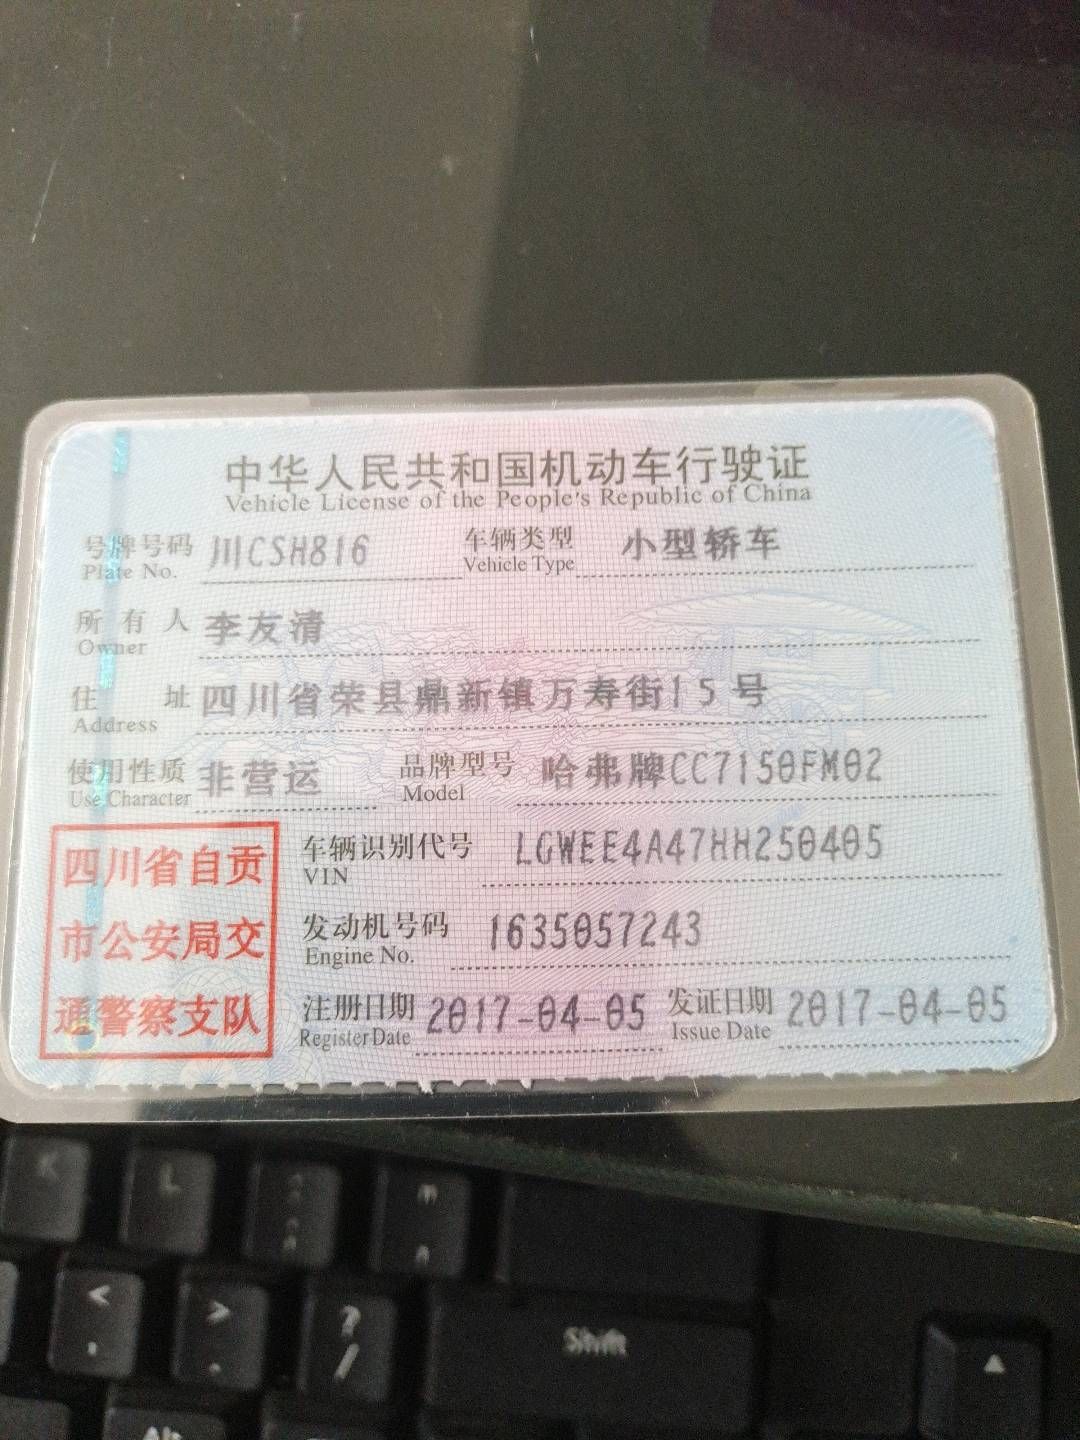 中华人民共和国机动车行驶证
Vehicle License of the People's Republic of China
号牌号码 川CSH816 车辆类型 小型轿车
Plate No. Vehicle Type
所有人 李友清
Owner
住址 四川省荣县鼎新镇万寿街15号
Address
使用性质 非营运 品牌型号 哈弗牌CC7150FM02
Use Character Model
四川省自贡
市公安局交
通警察支队
车辆识别代号 LGWEE4A47HH250405
VIN
发动机号码 1635057243
Engine No.
注册日期 2017-04-05 发证日期 2017-04-05
Register Date Issue Date
K L
< > ?
, . /
Shift
Alt